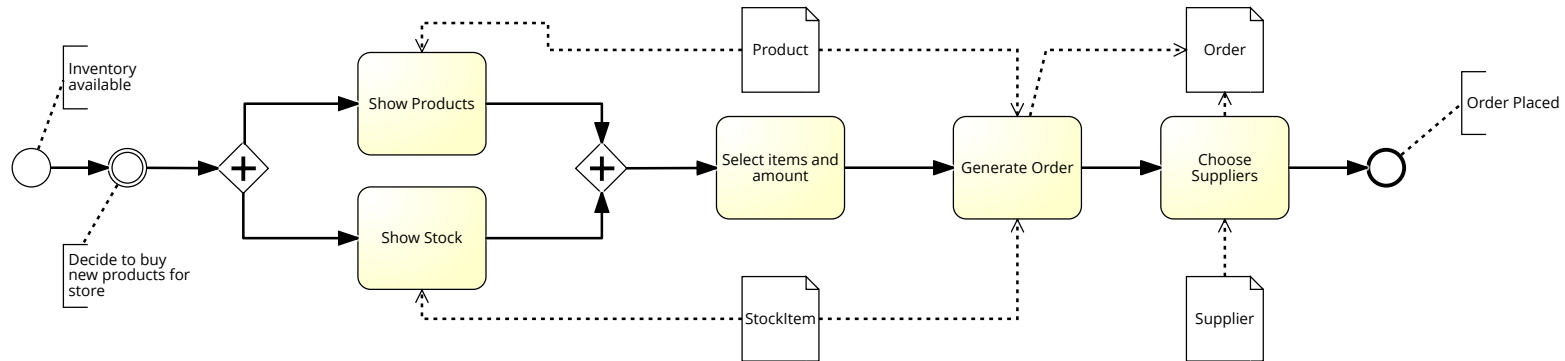 Inventory
available
Decide to buy
new products for
store
Show Products
Show Stock
Product
Select items and
amount
StockItem
Generate Order
Order
Choose
Suppliers
Supplier
Order Placed